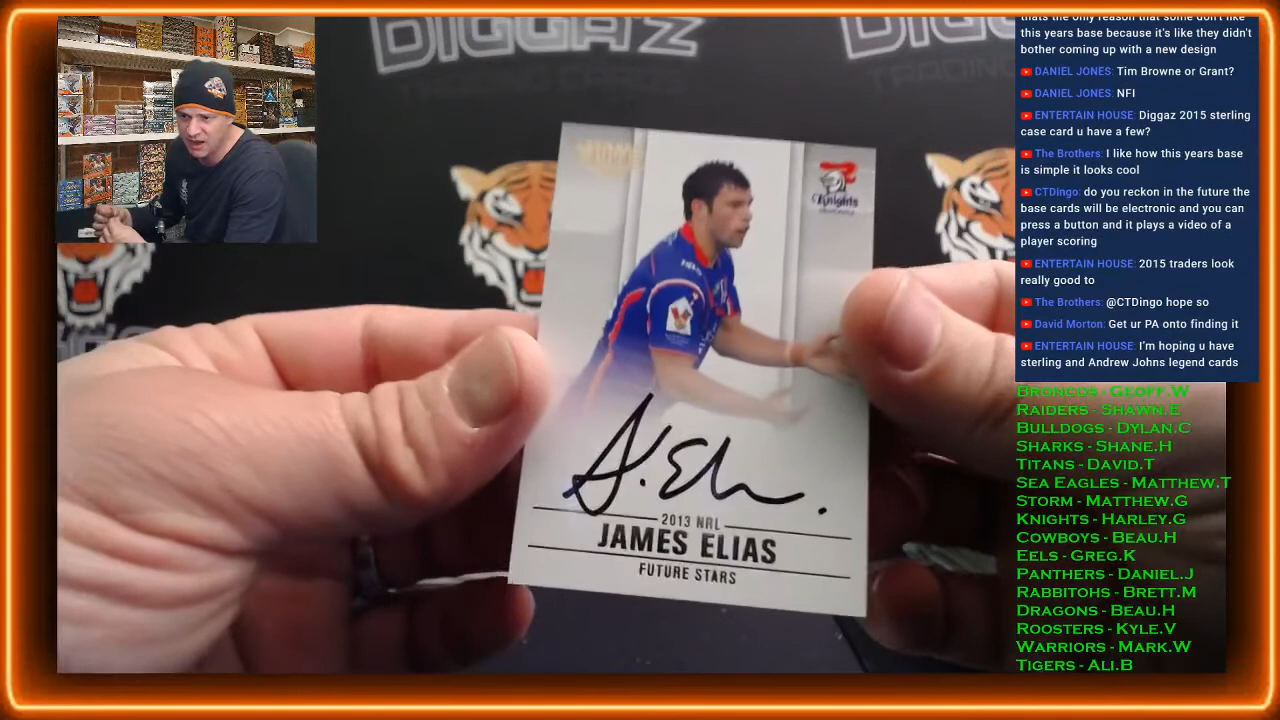 DIGGA'Z
TRADING CARDS
DIGGA'Z
Knights
2013 NRL
JAMES ELIAS
FUTURE STARS
thats the only reason that some don't like
this years base because it's like they didn't
bother coming up with a new design
DANIEL JONES: Tim Browne or Grant?
DANIEL JONES: NFI
ENTERTAIN HOUSE: Diggaz 2015 sterling
case card u have a few?
The Brothers: I like how this years base
is simple it looks cool
CTDingo: do you reckon in the future the
base cards will be electronic and you can
press a button and it plays a video of a
player scoring
ENTERTAIN HOUSE: 2015 traders look
really good to
The Brothers: @CTDingo hope so
David Morton: Get ur PA onto finding it
ENTERTAIN HOUSE: I'm hoping u have
sterling and Andrew Johns legend cards
BRONCOS - GEOFF.W
RAIDERS - SHAWN.E
BULLDOGS - DYLAN.C
SHARKS - SHANE.H
TITANS - DAVID.T
SEA EAGLES - MATTHEW.T
STORM - MATTHEW.G
KNIGHTS - HARLEY.G
COWBOYS - BEAU.H
EELS - GREG.K
PANTHERS - DANIEL.J
RABBITOHS - BRETT.M
DRAGONS - BEAU.H
ROOSTERS - KYLE.V
WARRIORS - MARK.W
TIGERS - ALI.B